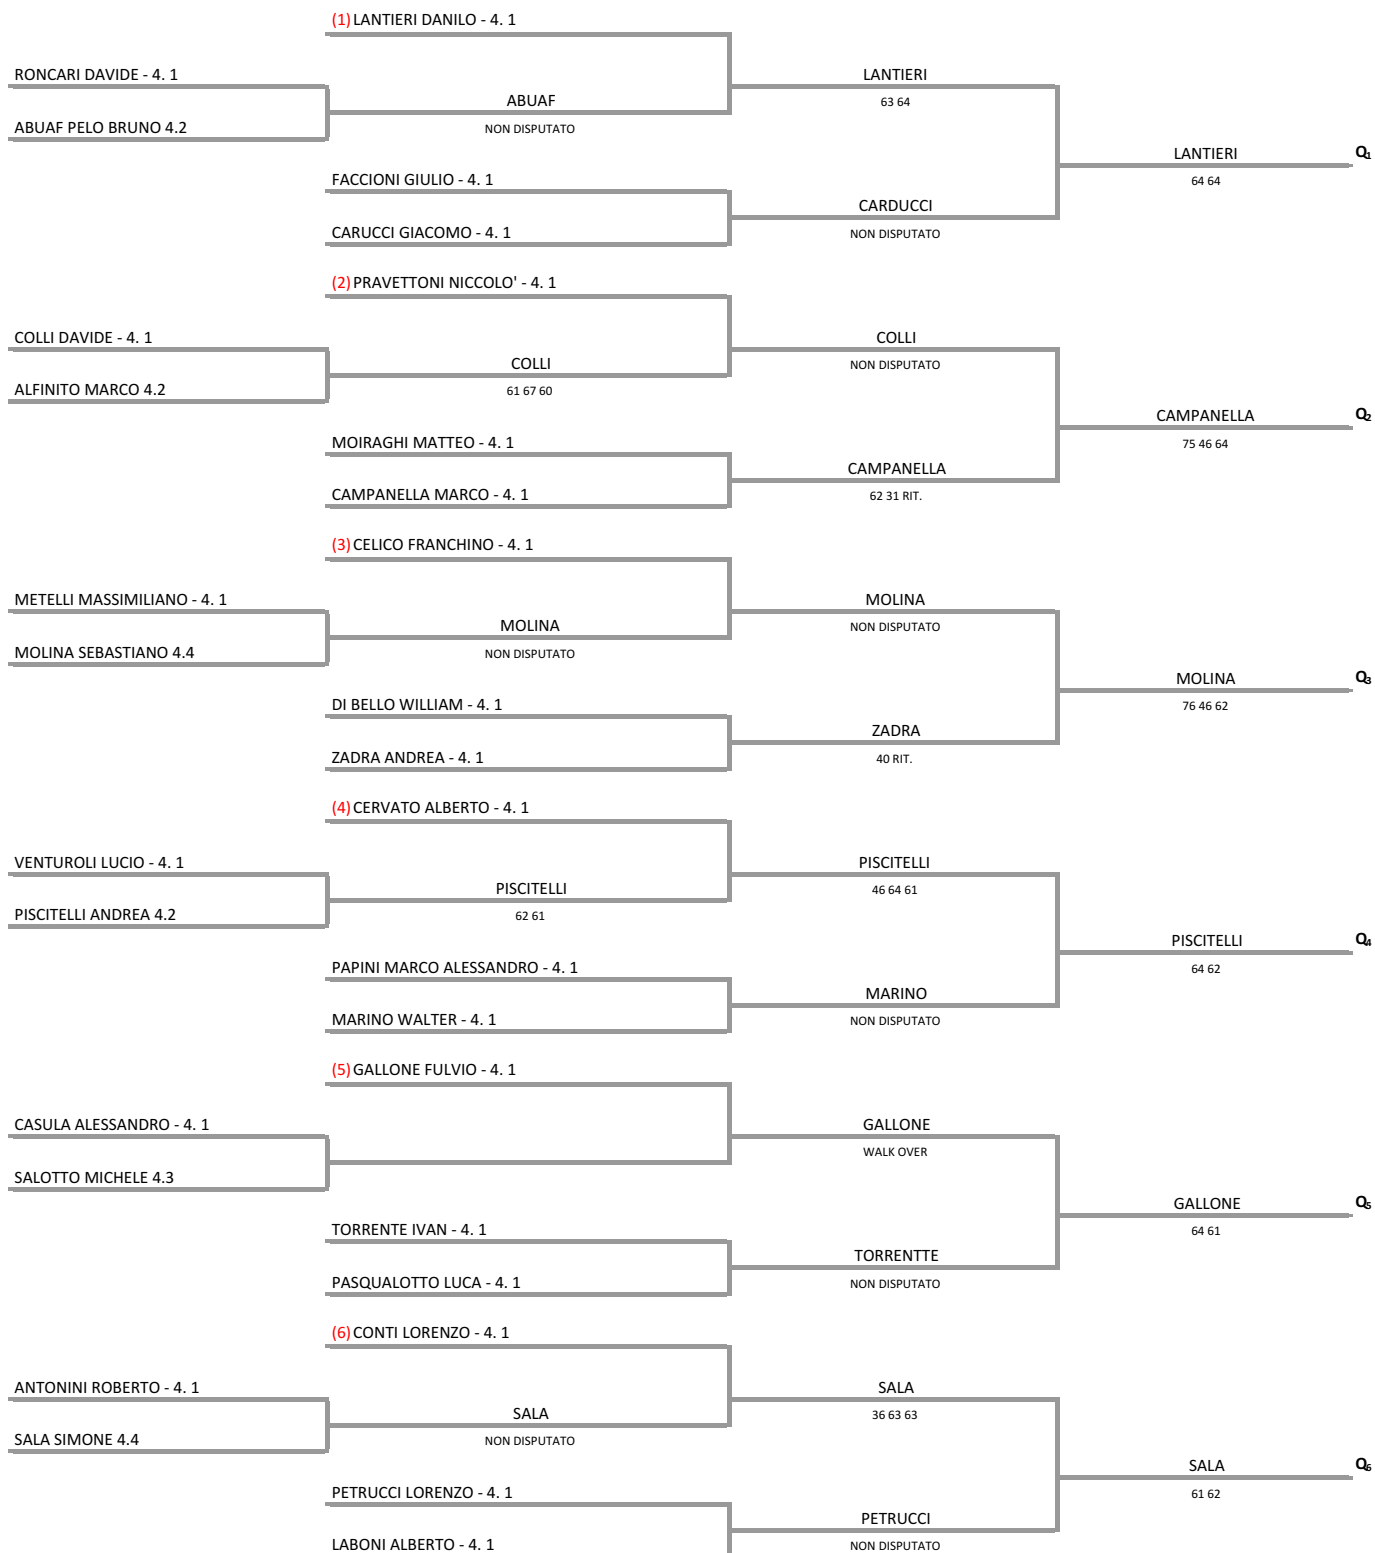 (1) LANTIERI DANILO - 4. 1
RONCARI DAVIDE - 4. 1
LANTIERI
ABUAF
63 64
ABUAF PELO BRUNO 4.2
NON DISPUTATO
LANTIERI
Q1
FACCIONI GIULIO - 4. 1
64 64
CARDUCCI
CARUCCI GIACOMO - 4. 1
NON DISPUTATO
(2) PRAVETTONI NICCOLO' - 4. 1
COLLI DAVIDE - 4. 1
COLLI
COLLI
NON DISPUTATO
ALFINITO MARCO 4.2
61 67 60
CAMPANELLA
Q2
MOIRAGHI MATTEO - 4. 1
75 46 64
CAMPANELLA
CAMPANELLA MARCO - 4. 1
62 31 RIT.
(3) CELICO FRANCHINO - 4. 1
METELLI MASSIMILIANO - 4. 1
MOLINA
MOLINA
NON DISPUTATO
MOLINA SEBASTIANO 4.4
NON DISPUTATO
MOLINA
Q3
DI BELLO WILLIAM - 4. 1
76 46 62
ZADRA
ZADRA ANDREA - 4. 1
40 RIT.
(4) CERVATO ALBERTO - 4. 1
VENTUROLI LUCIO - 4. 1
PISCITELLI
PISCITELLI
46 64 61
PISCITELLI ANDREA 4.2
62 61
PISCITELLI
Q4
PAPINI MARCO ALESSANDRO - 4. 1
64 62
MARINO
MARINO WALTER - 4. 1
NON DISPUTATO
(5) GALLONE FULVIO - 4. 1
CASULA ALESSANDRO - 4. 1
GALLONE
WALK OVER
SALOTTO MICHELE 4.3
GALLONE
Q5
TORRENTE IVAN - 4. 1
64 61
TORRENTTE
PASQUALOTTO LUCA - 4. 1
NON DISPUTATO
(6) CONTI LORENZO - 4. 1
ANTONINI ROBERTO - 4. 1
SALA
SALA
36 63 63
SALA SIMONE 4.4
NON DISPUTATO
SALA
Q6
PETRUCCI LORENZO - 4. 1
61 62
PETRUCCI
LABONI ALBERTO - 4. 1
NON DISPUTATO